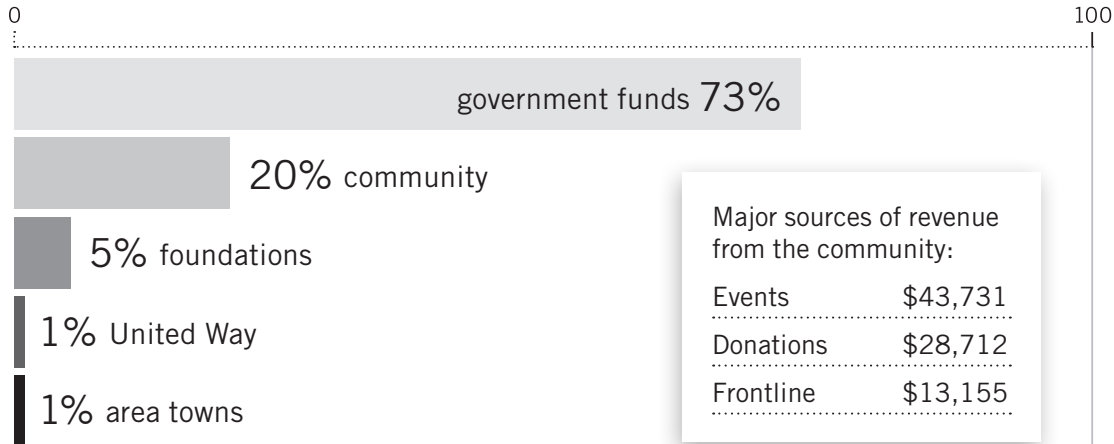 0 100
government funds 73%
20% community
5% foundations
1% United Way
1% area towns
Major sources of revenue
from the community:
Events $43,731
Donations $28,712
Frontline $13,155